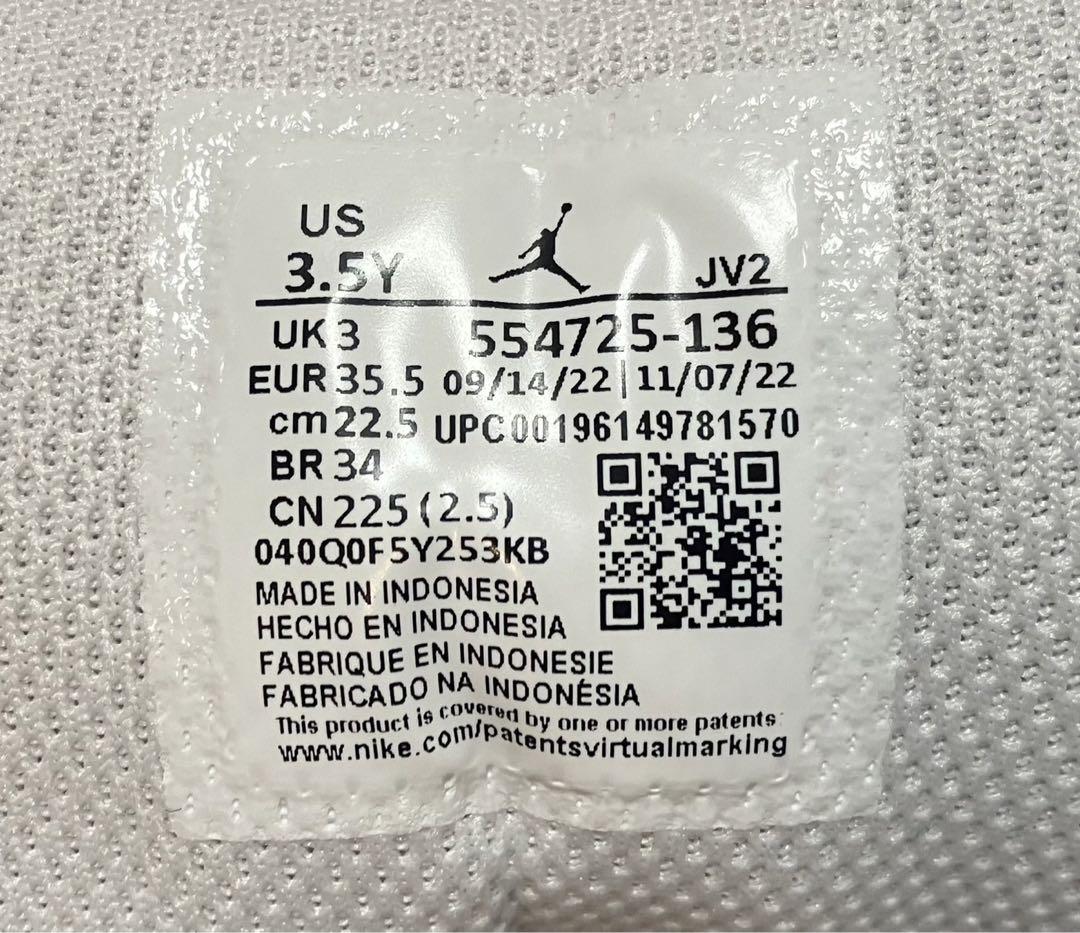 US
3.5Y JV2
UK 3 554725-136
EUR 35.5 09/14/22 | 11/07/22
cm 22.5 UPC 00196149781570
BR 34
CN 225 (2.5)
040Q0F5Y253KB
MADE IN INDONESIA
HECHO EN INDONESIA
FABRIQUE EN INDONESIE
FABRICADO NA INDONÉSIA
This product is covered by one or more patents:
www.nike.com/patentsvirtualmarking